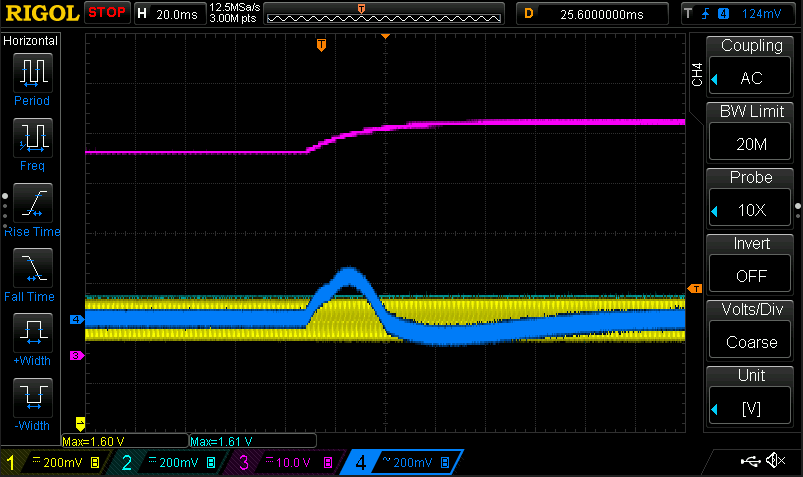 RIGOL STOP H 20.0ms 12.5MSa/s 3.00M pts T D 25.6000000ms T 4 124mV
Horizontal
Period
1/ Freq
Rise Time
Fall Time
+Width
-Width
T
4
3
1
T
CH4
Coupling
AC
BW Limit
20M
Probe
10X
Invert
OFF
Volts/Div
Coarse
Unit
[V]
Max=1.60 V Max=1.61 V
1 200mV B 2 200mV B 3 10.0 V B 4 ~ 200mV B